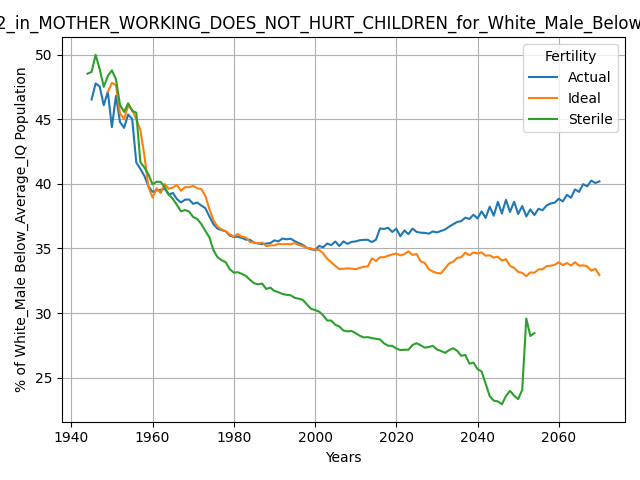 2_in_MOTHER_WORKING_DOES_NOT_HURT_CHILDREN_for_White_Male_Below
% of White_Male Below_Average_IQ Population
50
45
40
35
30
25
Fertility
Actual
Ideal
Sterile
1940 1960 1980 2000 2020 2040 2060
Years